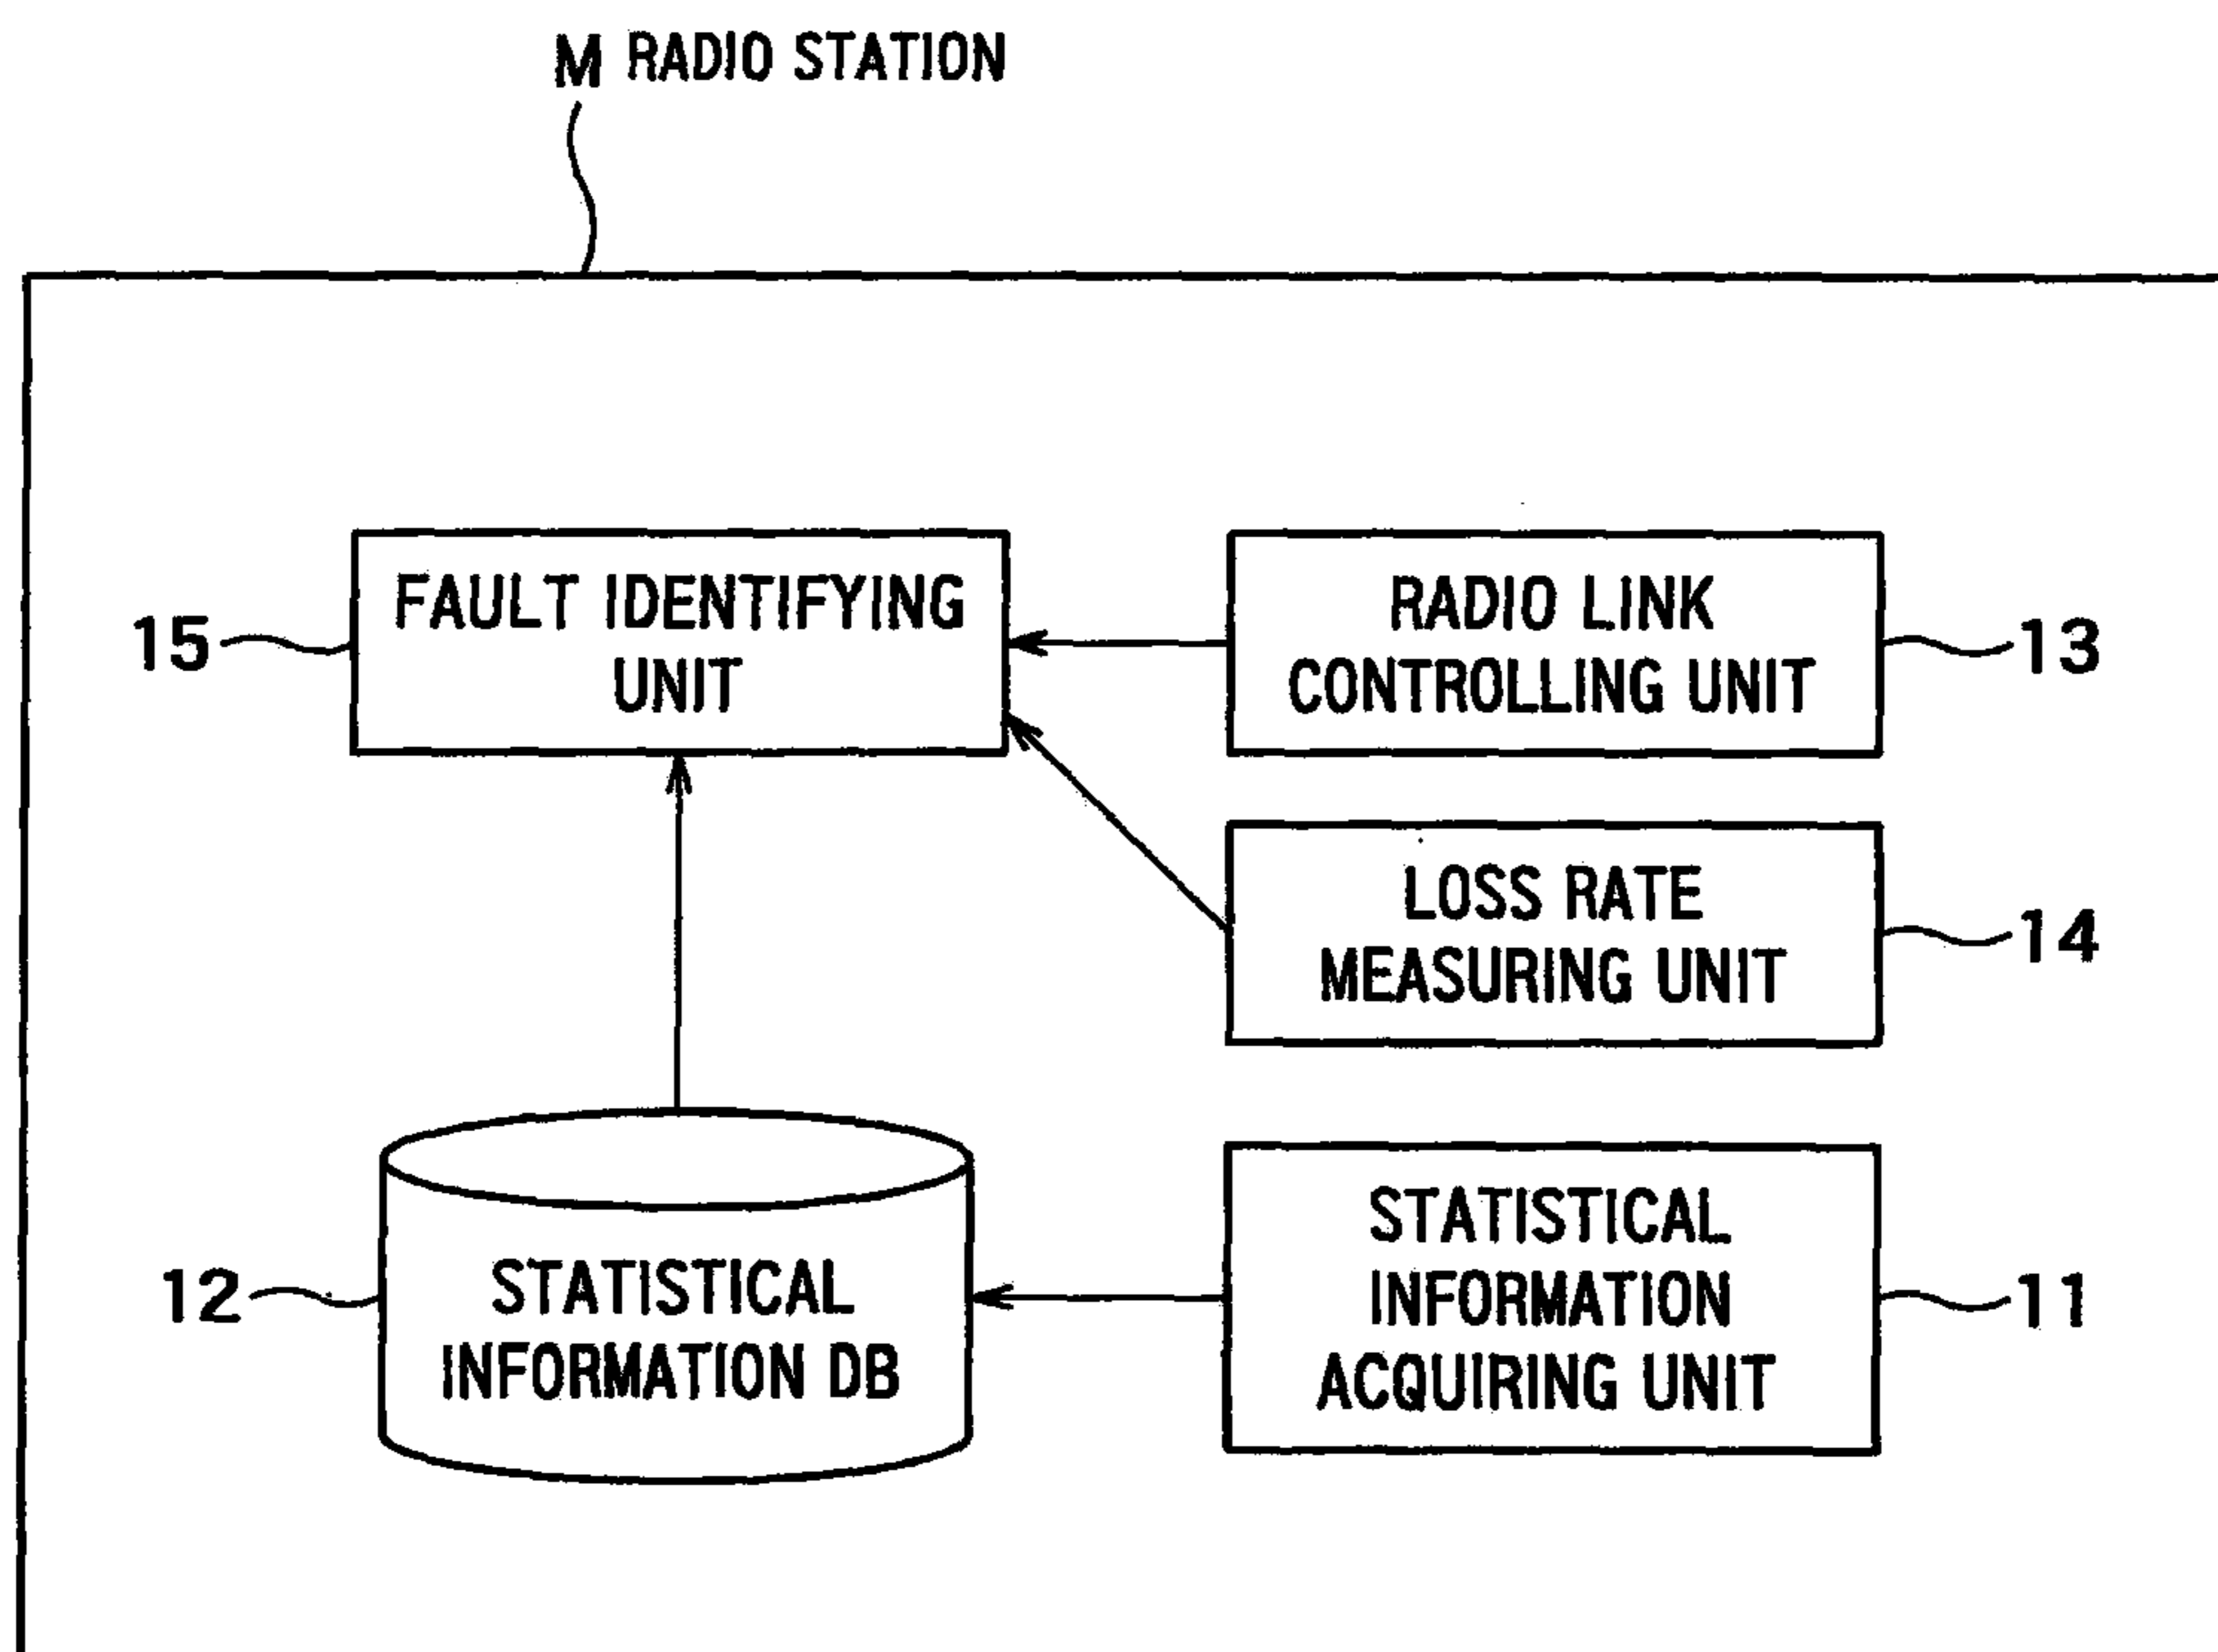 M RADIO STATION
FAULT IDENTIFYING
UNIT
15
RADIO LINK
CONTROLLING UNIT
13
LOSS RATE
MEASURING UNIT
14
STATISTICAL
INFORMATION DB
12
STATISTICAL
INFORMATION
ACQUIRING UNIT
11